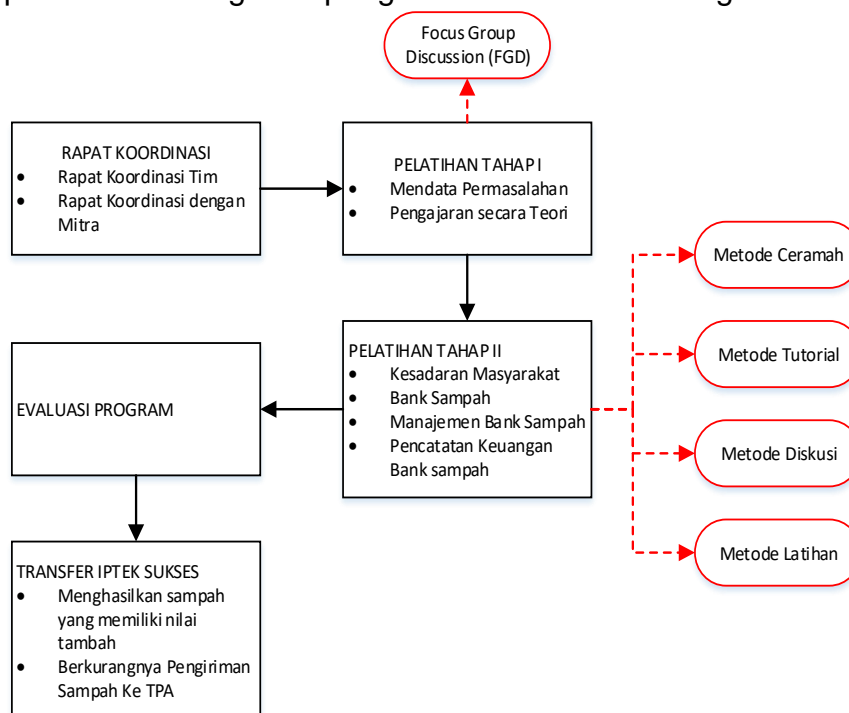 Focus Group
Discussion (FGD)
RAPAT KOORDINASI
• Rapat Koordinasi Tim
• Rapat Koordinasi dengan
Mitra
PELATIHAN TAHAP I
• Mendata Permasalahan
• Pengajaran secara Teori
Metode Ceramah
Metode Tutorial
Metode Diskusi
Metode Latihan
PELATIHAN TAHAP II
• Kesadaran Masyarakat
• Bank Sampah
• Manajemen Bank Sampah
• Pencatatan Keuangan
Bank sampah
EVALUASI PROGRAM
TRANSFER IPTEK SUKSES
• Menghasilkan sampah
yang memiliki nilai
tambah
• Berkurangnya Pengiriman
Sampah Ke TPA